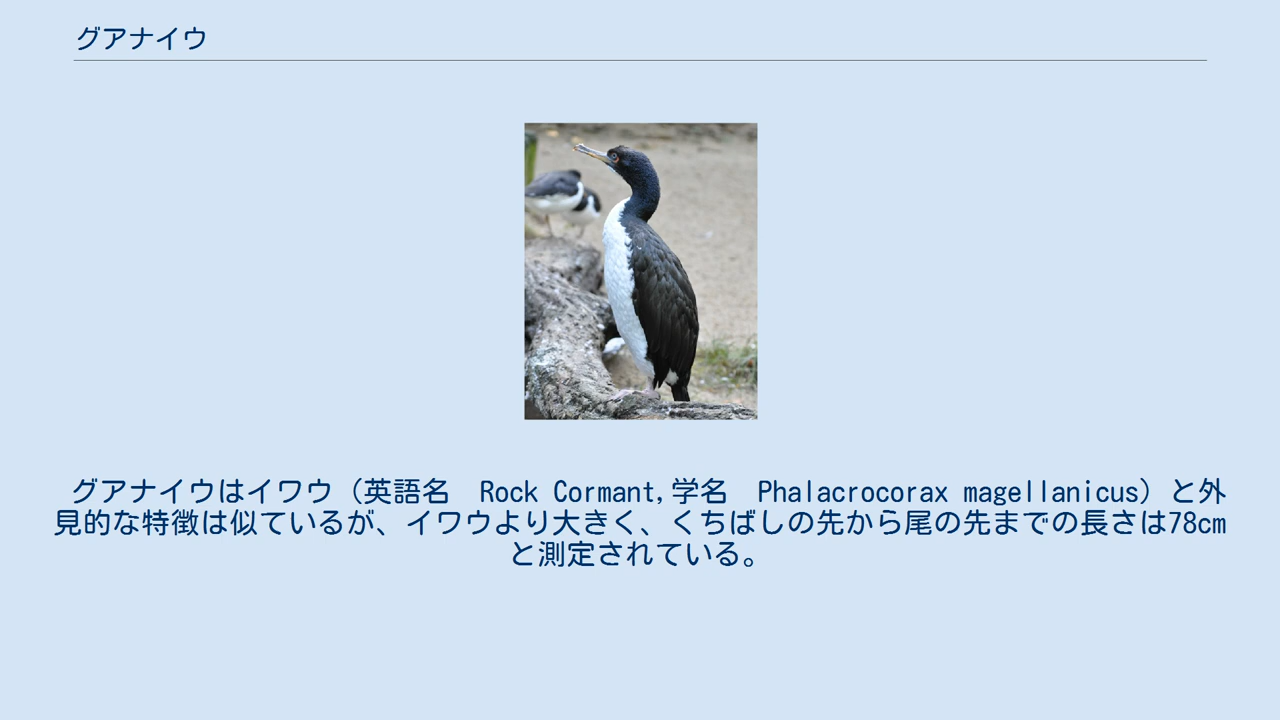 グアナイウ
グアナイウはイワウ（英語名　Rock Cormant,学名　Phalacrocorax magellanicus）と外
見的な特徴は似ているが、イワウより大きく、くちばしの先から尾の先までの長さは78cm
と測定されている。